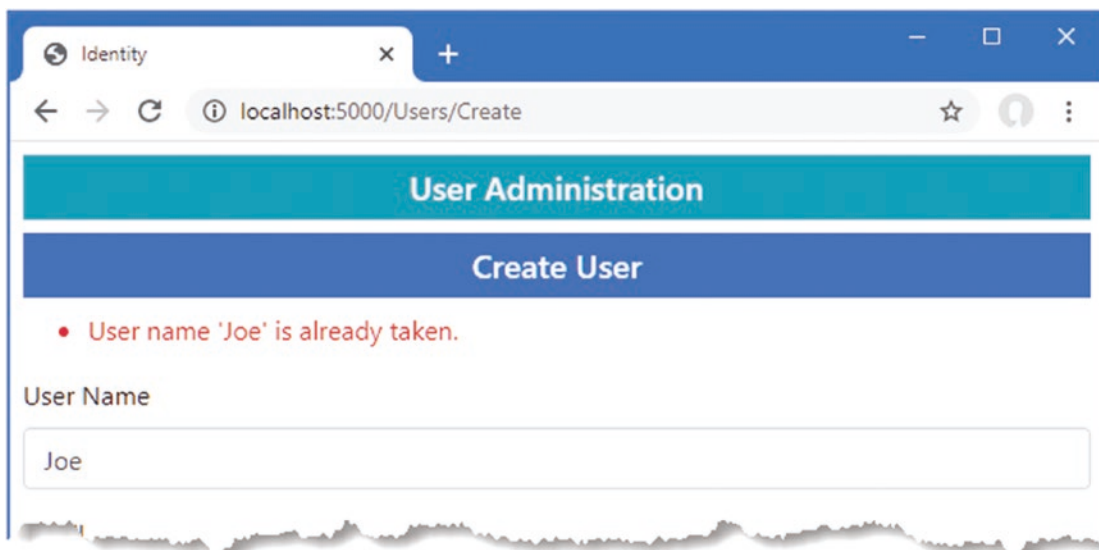 Identity
localhost:5000/Users/Create
User Administration
Create User
User name 'Joe' is already taken.
User Name
Joe